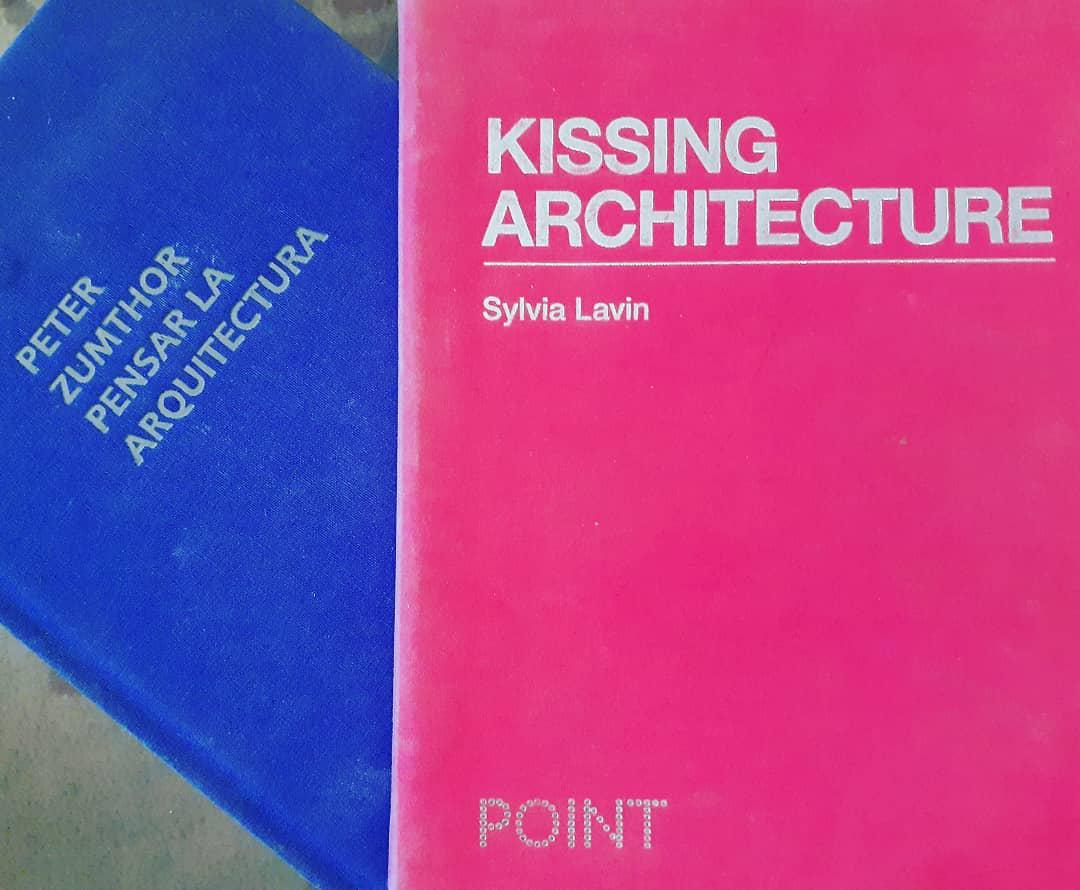 PETER
ZUMTHOR
PENSAR LA
ARQUITECTURA
KISSING
ARCHITECTURE
Sylvia Lavin
POINT